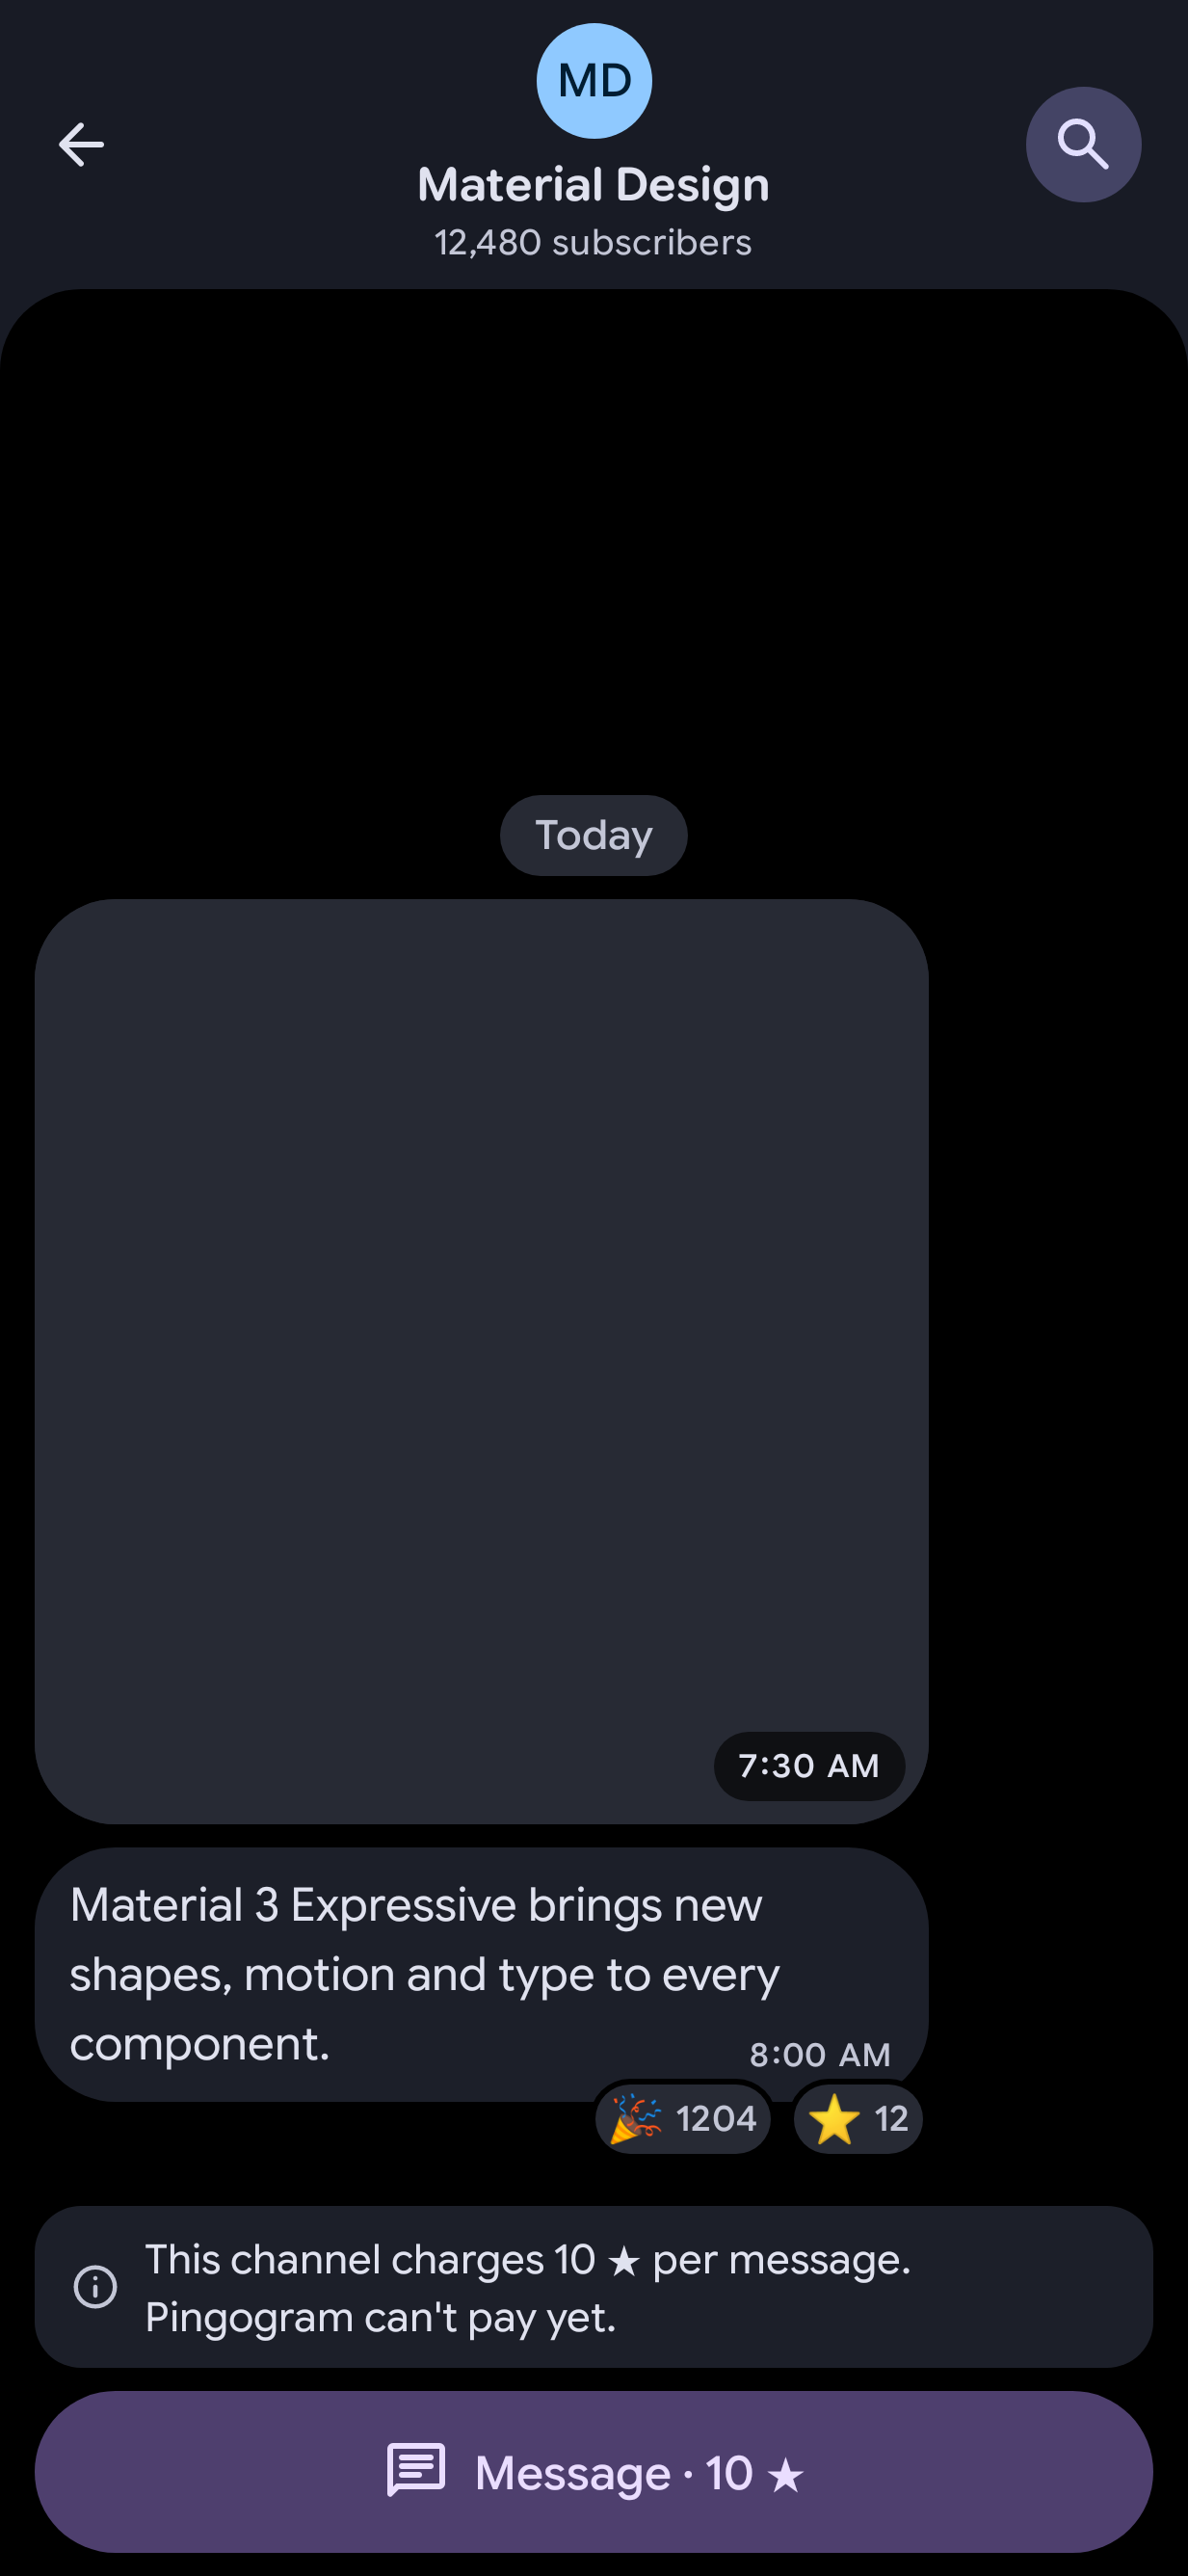 MD
Material Design
12,480 subscribers
Today
7:30 AM
Material 3 Expressive brings new
shapes, motion and type to every
component.
8:00 AM
🎉 1204 ⭐ 12
This channel charges 10 ★ per message.
Pingogram can't pay yet.
Message · 10 ★